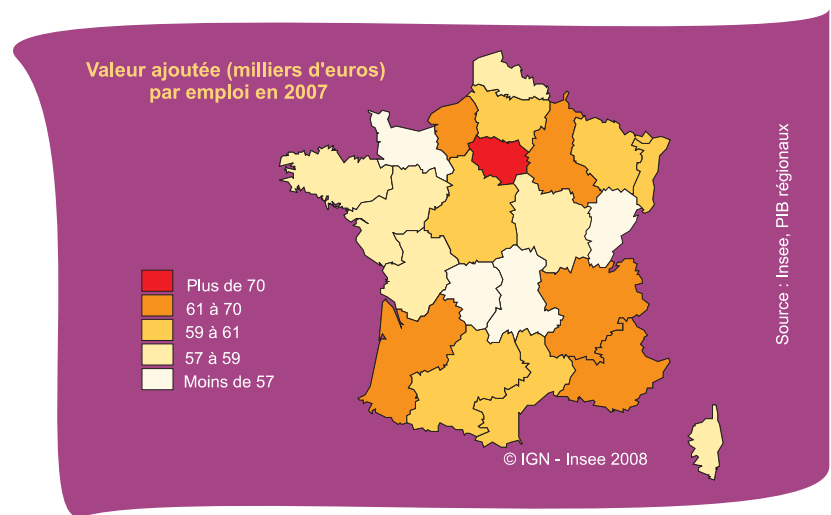 Valeur ajoutée (milliers d'euros)
par emploi en 2007
Plus de 70
61 à 70
59 à 61
57 à 59
Moins de 57
Source : Insee, PIB régionaux
© IGN - Insee 2008